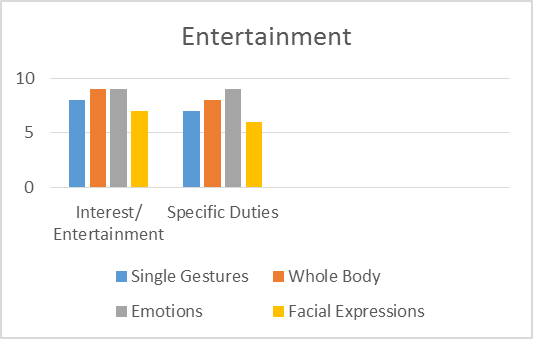 Entertainment
10
5
0
Interest/
Entertainment
Specific Duties
Single Gestures
Whole Body
Emotions
Facial Expressions